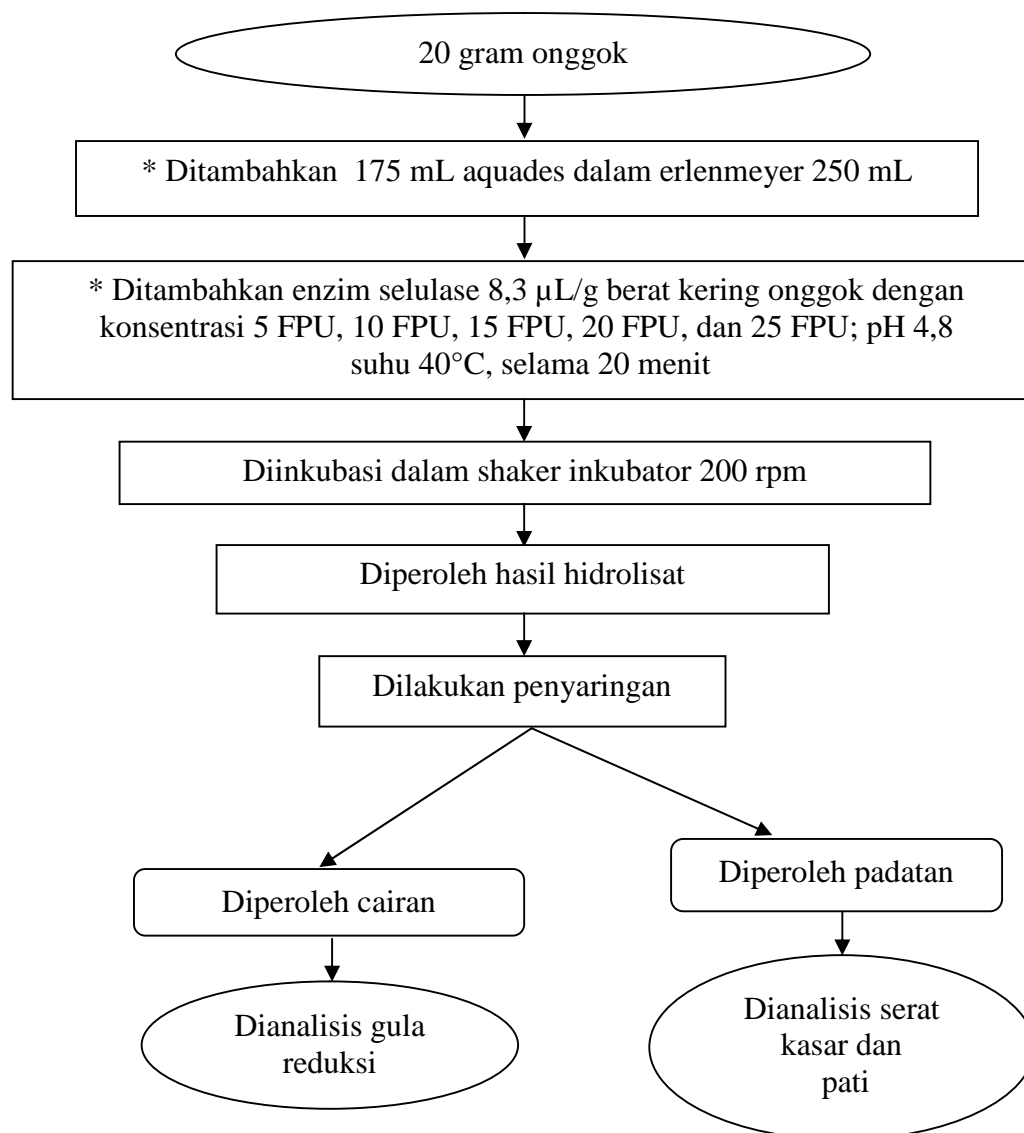 20 gram onggok
* Ditambahkan  175 mL aquades dalam erlenmeyer 250 mL
* Ditambahkan enzim selulase 8,3 µL/g berat kering onggok dengan
konsentrasi 5 FPU, 10 FPU, 15 FPU, 20 FPU, dan 25 FPU; pH 4,8
suhu 40°C, selama 20 menit
Diinkubasi dalam shaker inkubator 200 rpm
Diperoleh hasil hidrolisat
Dilakukan penyaringan
Diperoleh cairan
Diperoleh padatan
Dianalisis gula
reduksi
Dianalisis serat
kasar dan
pati